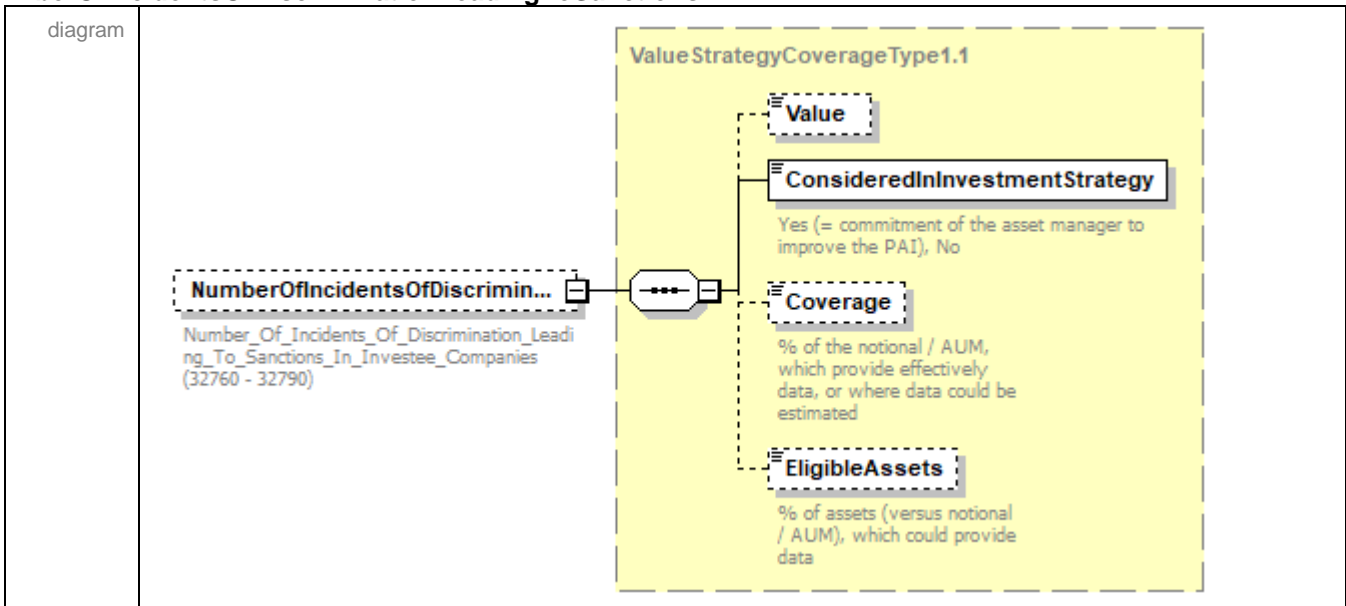 diagram
ValueStrategyCoverageType1.1
Value
ConsideredInInvestmentStrategy
Yes (= commitment of the asset manager to
improve the PAI), No
NumberOfIncidentsOfDiscrimin...
Number_Of_Incidents_Of_Discrimination_Leadi
ng_To_Sanctions_In_Investee_Companies
(32760 - 32790)
Coverage
% of the notional / AUM,
which provide effectively
data, or where data could be
estimated
EligibleAssets
% of assets (versus notional
/ AUM), which could provide
data